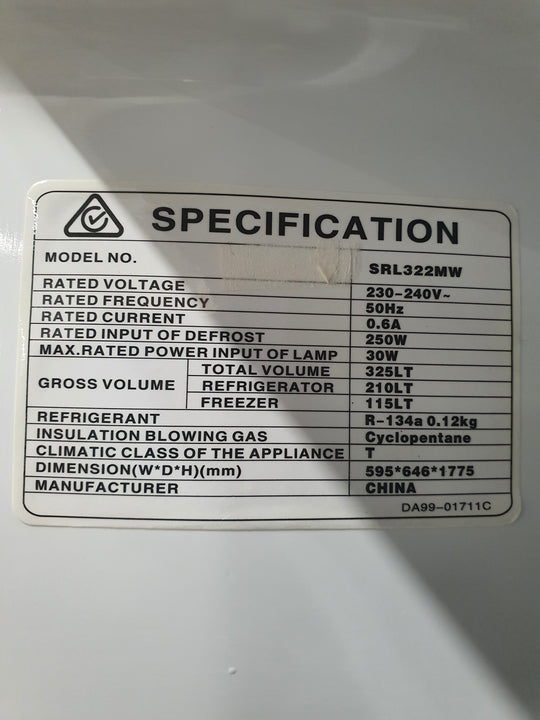 SPECIFICATION
MODEL NO. SRL322MW
RATED VOLTAGE 230-240V~
RATED FREQUENCY 50Hz
RATED CURRENT 0.6A
RATED INPUT OF DEFROST 250W
MAX.RATED POWER INPUT OF LAMP 30W
GROSS VOLUME TOTAL VOLUME 325LT
REFRIGERATOR 210LT
FREEZER 115LT
REFRIGERANT R-134a 0.12kg
INSULATION BLOWING GAS Cyclopentane
CLIMATIC CLASS OF THE APPLIANCE T
DIMENSION(W*D*H)(mm) 595*646*1775
MANUFACTURER CHINA
DA99-01711C